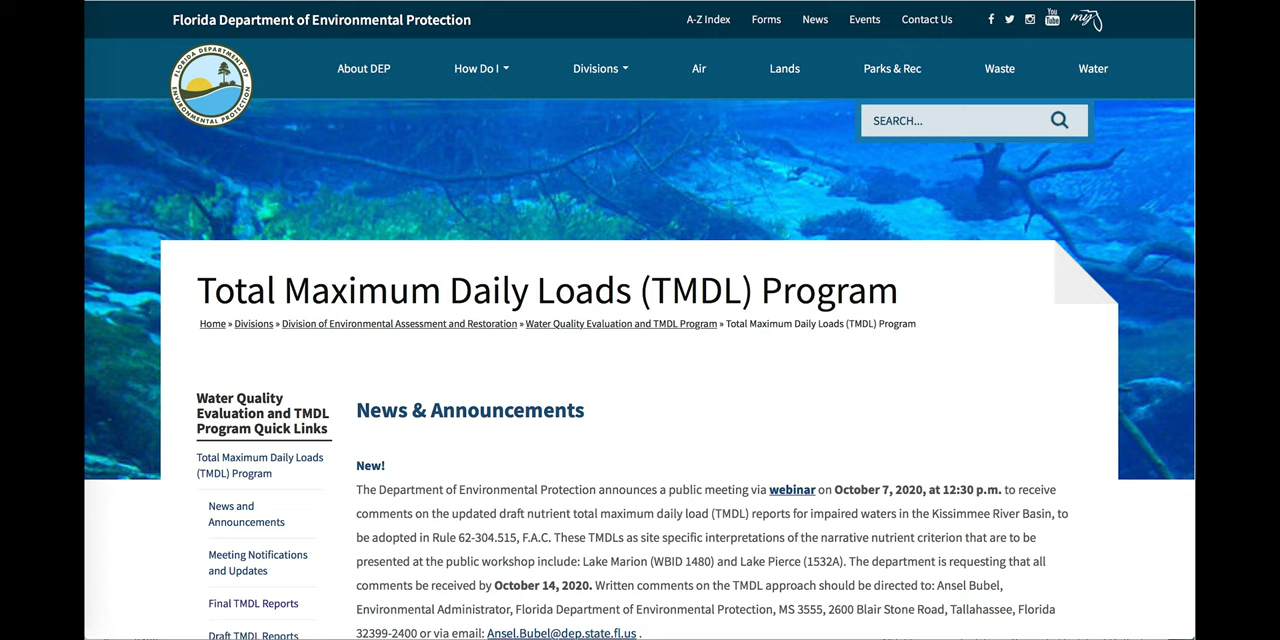 Florida Department of Environmental Protection
A-Z Index Forms News Events Contact Us
You
Tube
my
FLORIDA DEPARTMENT OF
ENVIRONMENTAL PROTECTION
About DEP How Do I Divisions Air Lands Parks & Rec Waste Water
SEARCH...
Total Maximum Daily Loads (TMDL) Program
Home » Divisions » Division of Environmental Assessment and Restoration » Water Quality Evaluation and TMDL Program » Total Maximum Daily Loads (TMDL) Program
Water Quality
Evaluation and TMDL
Program Quick Links
Total Maximum Daily Loads
(TMDL) Program
News and
Announcements
Meeting Notifications
and Updates
Final TMDL Reports
Draft TMDL Reports
News & Announcements
New!
The Department of Environmental Protection announces a public meeting via webinar on October 7, 2020, at 12:30 p.m. to receive
comments on the updated draft nutrient total maximum daily load (TMDL) reports for impaired waters in the Kissimmee River Basin, to
be adopted in Rule 62-304.515, F.A.C. These TMDLs as site specific interpretations of the narrative nutrient criterion that are to be
presented at the public workshop include: Lake Marion (WBID 1480) and Lake Pierce (1532A). The department is requesting that all
comments be received by October 14, 2020. Written comments on the TMDL approach should be directed to: Ansel Bubel,
Environmental Administrator, Florida Department of Environmental Protection, MS 3555, 2600 Blair Stone Road, Tallahassee, Florida
32399-2400 or via email: Ansel.Bubel@dep.state.fl.us .